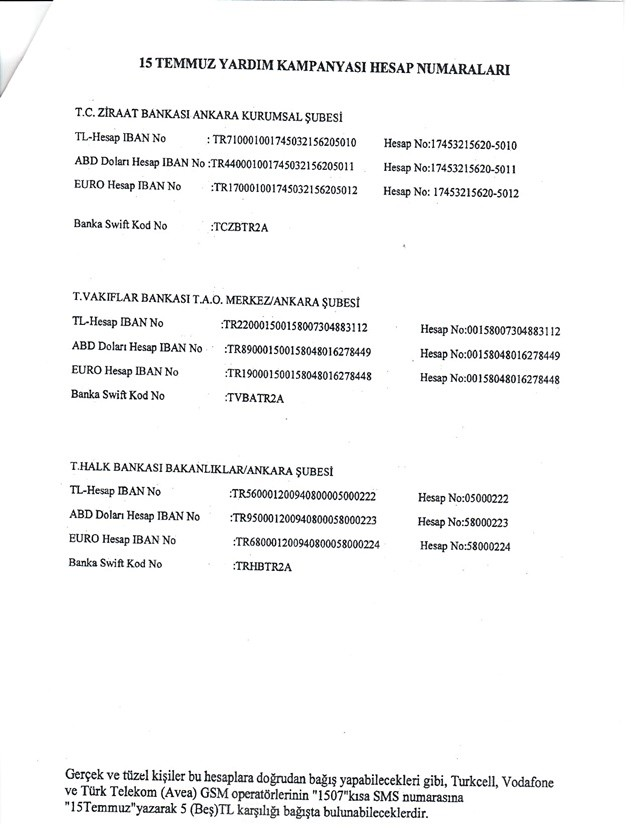 15 TEMMUZ YARDIM KAMPANYASI HESAP NUMARALARI
T.C. ZİRAAT BANKASI ANKARA KURUMSAL ŞUBESİ
TL-Hesap IBAN No : TR710001001745032156205010 Hesap No:17453215620-5010
ABD Doları Hesap IBAN No :TR440001001745032156205011 Hesap No:17453215620-5011
EURO Hesap IBAN No :TR170001001745032156205012 Hesap No: 17453215620-5012
Banka Swift Kod No :TCZBTR2A
T.VAKIFLAR BANKASI T.A.O. MERKEZ/ANKARA ŞUBESİ
TL-Hesap IBAN No :TR220001500158007304883112 Hesap No:00158007304883112
ABD Doları Hesap IBAN No :TR890001500158048016278449 Hesap No:00158048016278449
EURO Hesap IBAN No :TR190001500158048016278448 Hesap No:00158048016278448
Banka Swift Kod No :TVBATR2A
T.HALK BANKASI BAKANLIKLAR/ANKARA ŞUBESİ
TL-Hesap IBAN No :TR560001200940800005000222 Hesap No:05000222
ABD Doları Hesap IBAN No :TR950001200940800058000223 Hesap No:58000223
EURO Hesap IBAN No :TR680001200940800058000224 Hesap No:58000224
Banka Swift Kod No :TRHBTR2A
Gerçek ve tüzel kişiler bu hesaplara doğrudan bağış yapabilecekleri gibi, Turkcell, Vodafone
ve Türk Telekom (Avea) GSM operatörlerinin "1507"kısa SMS numarasına
"15Temmuz"yazarak 5 (Beş)TL karşılığı bağışta bulunabileceklerdir.